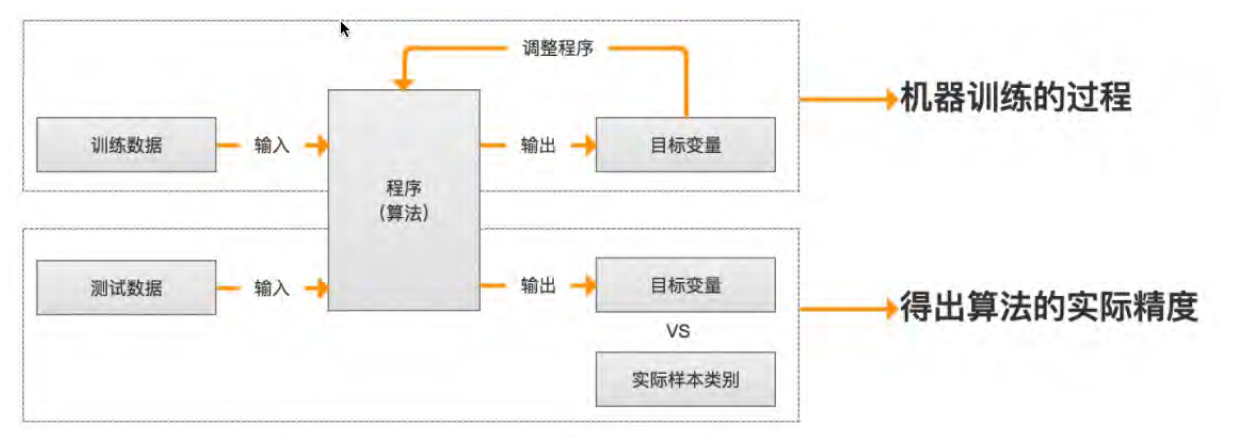 调整程序
机器训练的过程
训练数据
输入
输出
目标变量
程序
(算法)
测试数据
输入
输出
目标变量
得出算法的实际精度
VS
实际样本类别